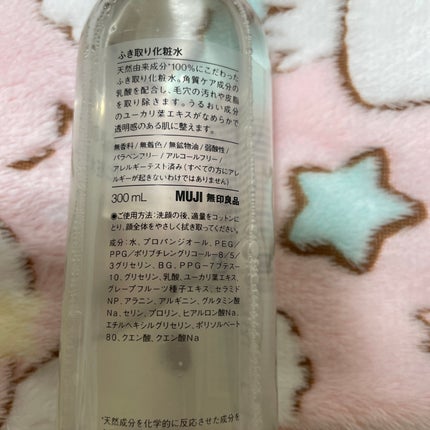 ふき取り化粧水
天然由来成分*100%にこだわった
ふき取り化粧水。角質ケア成分の
乳酸を配合し、毛穴の汚れや皮脂
を取り除きます。うるおい成分
のユーカリ葉エキスがなめらかで
透明感のある肌に整えます。
無香料/無着色/無鉱物油/弱酸性/
パラベンフリー/アルコールフリー/
アレルギーテスト済み(すべての方にアレ
ルギーが起きないわけではありません)
300mL MUJI 無印良品
◉ご使用方法:洗顔の後、適量をコットンに
とり、顔全体をやさしく拭き取ってください。
成分:水、プロパンジオール、PEG/
PPG/ポリブチレングリコール-8/5/
3グリセリン、BG、PPG-7ブテス-
10、グリセリン、乳酸、ユーカリ葉エキス、
グレープフルーツ種子エキス、セラミド
NP、アラニン、アルギニン、グルタミン酸
Na、セリン、プロリン、ヒアルロン酸Na、
エチルヘキシルグリセリン、ポリソルベート
80、クエン酸、クエン酸Na
*天然成分を化学的に反応させた成分を